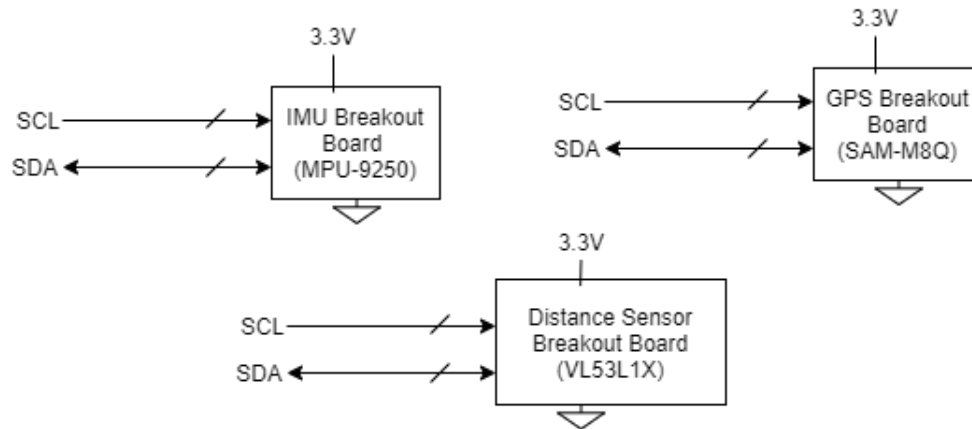 3.3V
SCL
SDA
IMU Breakout
Board
(MPU-9250)
3.3V
SCL
SDA
GPS Breakout
Board
(SAM-M8Q)
3.3V
SCL
SDA
Distance Sensor
Breakout Board
(VL53L1X)